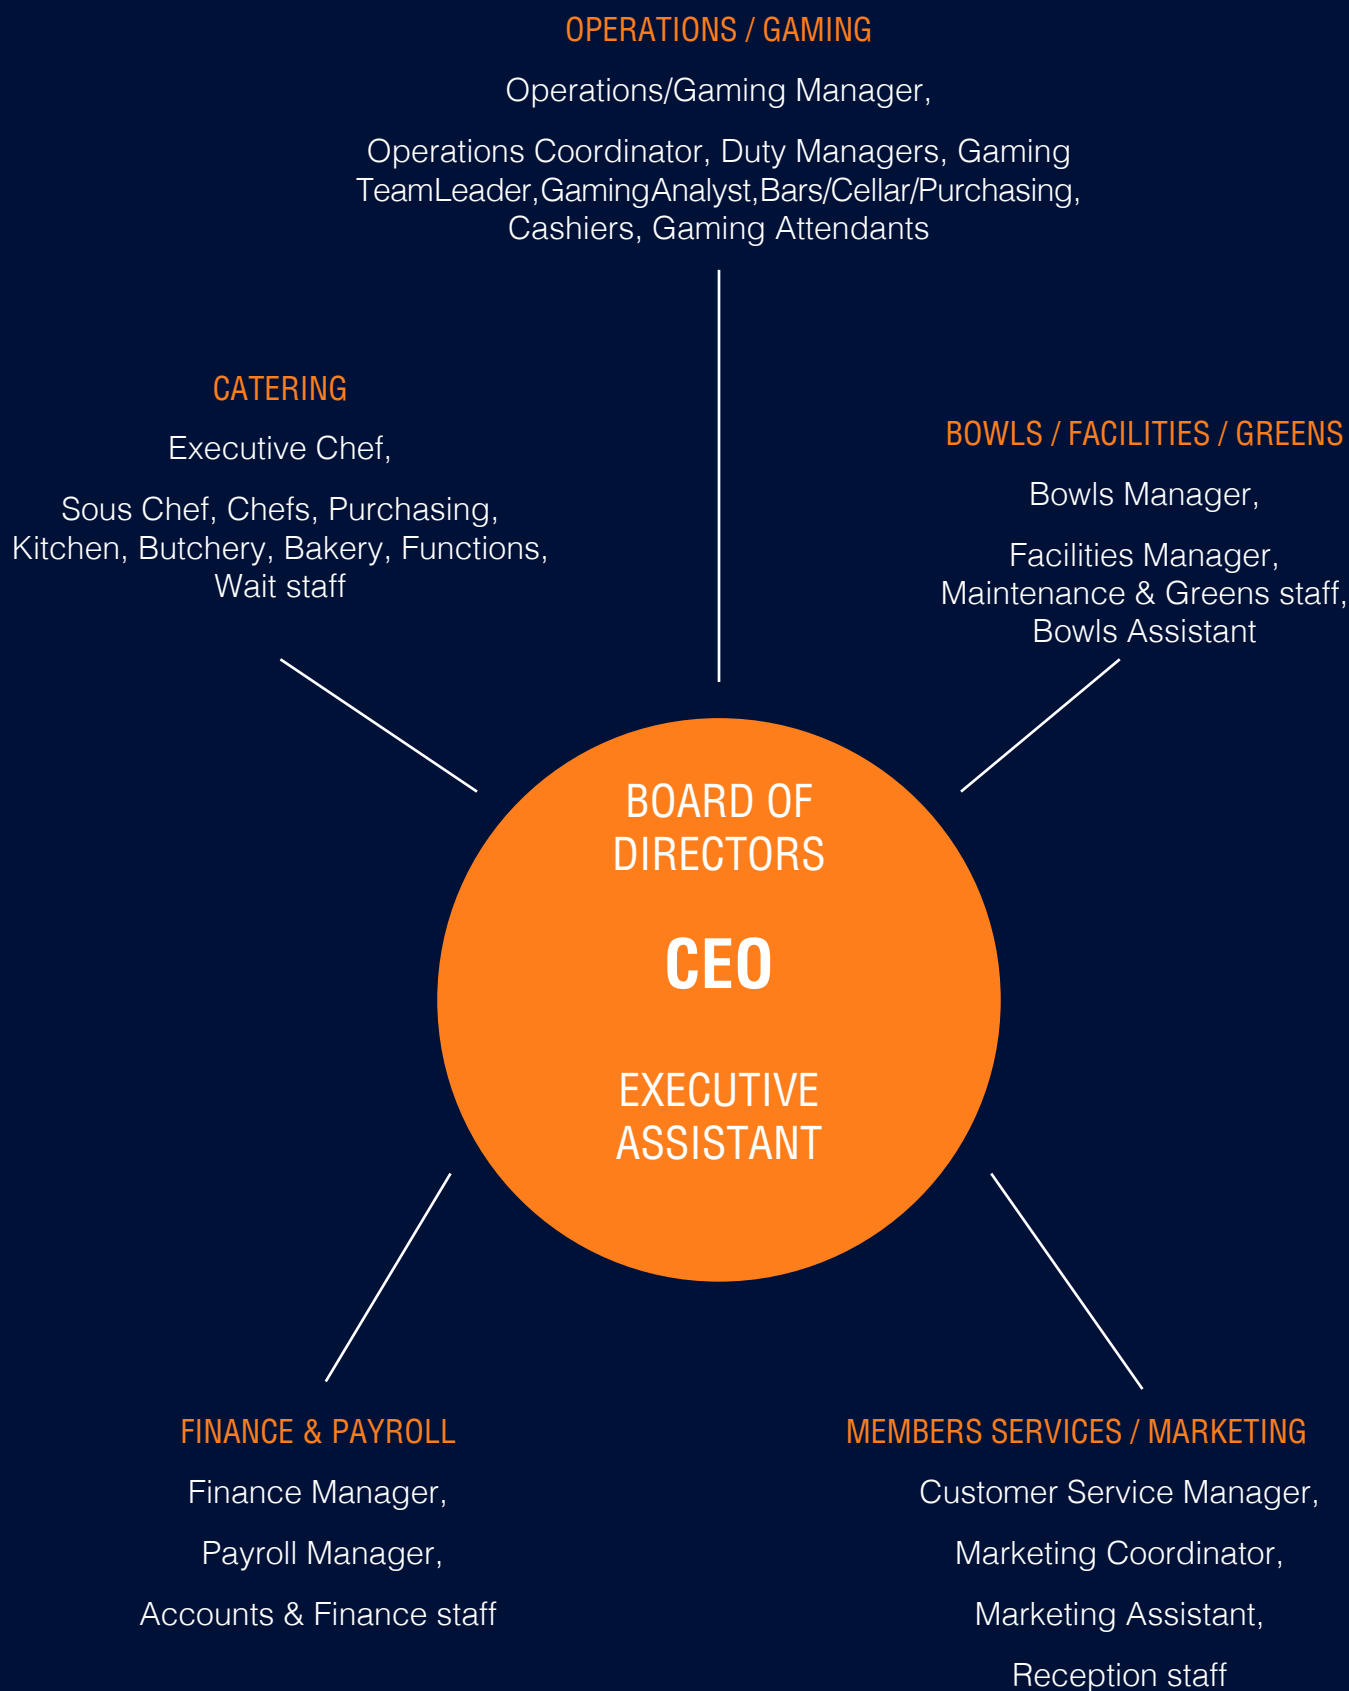 OPERATIONS / GAMING
Operations/Gaming Manager,
Operations Coordinator, Duty Managers, Gaming
TeamLeader,GamingAnalyst,Bars/Cellar/Purchasing,
Cashiers, Gaming Attendants
CATERING
Executive Chef,
Sous Chef, Chefs, Purchasing,
Kitchen, Butchery, Bakery, Functions,
Wait staff
BOWLS / FACILITIES / GREENS
Bowls Manager,
Facilities Manager,
Maintenance & Greens staff,
Bowls Assistant
BOARD OF
DIRECTORS
CEO
EXECUTIVE
ASSISTANT
FINANCE & PAYROLL
Finance Manager,
Payroll Manager,
Accounts & Finance staff
MEMBERS SERVICES / MARKETING
Customer Service Manager,
Marketing Coordinator,
Marketing Assistant,
Reception staff